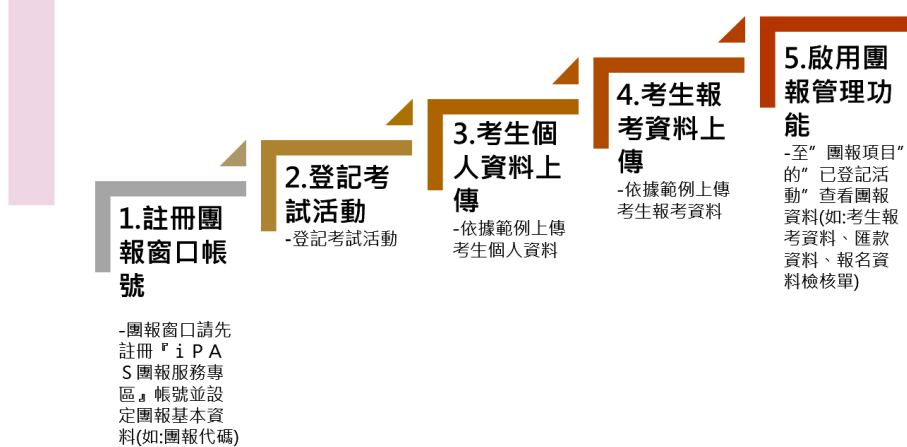 1.註冊團
報窗口帳
號
-團報窗口請先
註冊『ｉＰＡ
Ｓ團報服務專
區』帳號並設
定團報基本資
料(如:團報代碼)
2.登記考
試活動
-登記考試活動
3.考生個
人資料上
傳
-依據範例上傳
考生個人資料
4.考生報
考資料上
傳
-依據範例上傳
考生報考資料
5.啟用團
報管理功
能
-至”團報項目”
的”已登記活
動”查看團報
資料(如:考生報
考資料、匯款
資料、報名資
料檢核單)